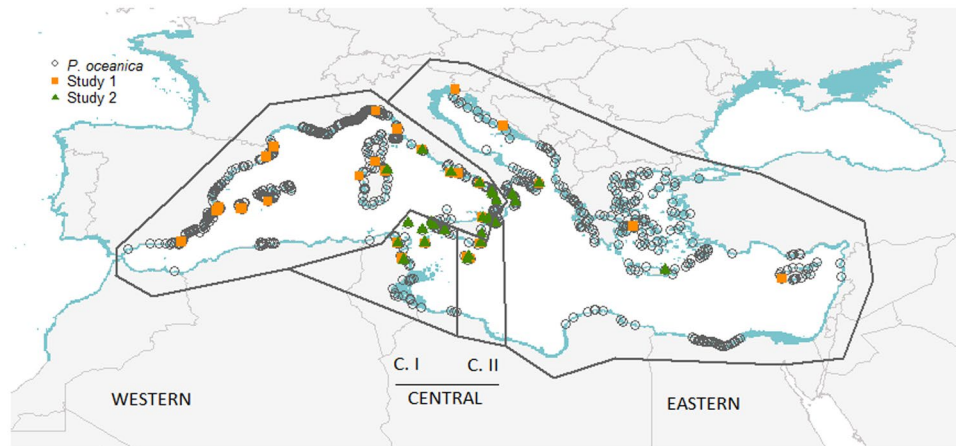 P. oceanica
Study 1
Study 2
C. I
C. II
WESTERN
CENTRAL
EASTERN